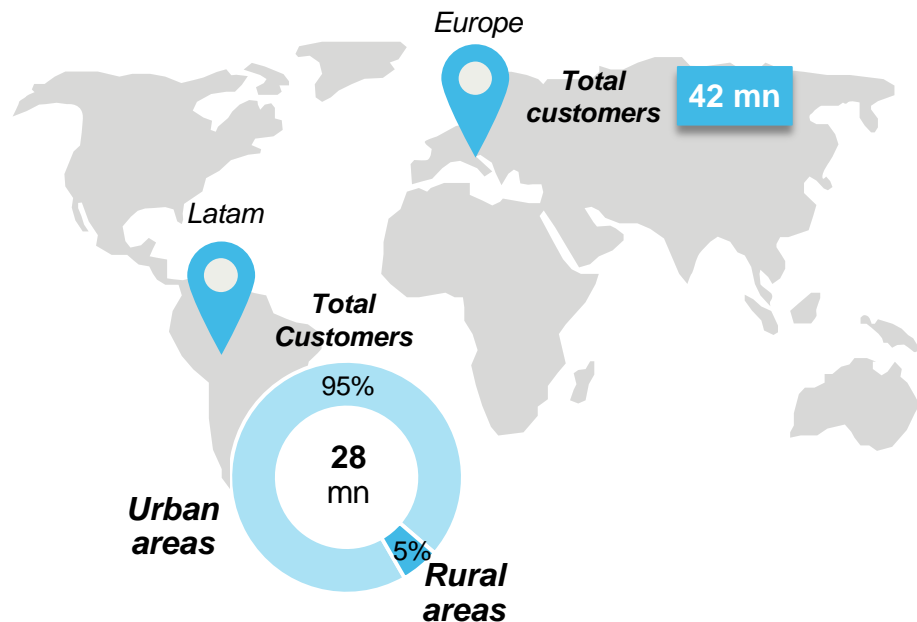 Europe
Total
customers
42 mn
Latam
Total
Customers
95%
28
mn
Urban
areas
5%
Rural
areas